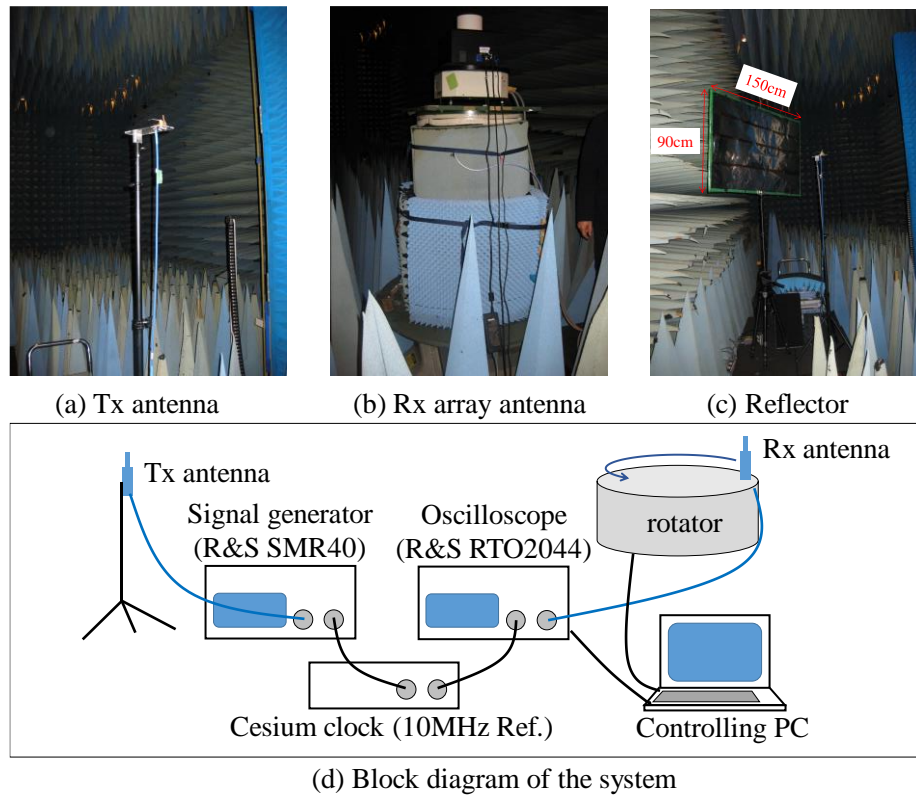 150cm
90cm
(a) Tx antenna
(b) Rx array antenna
(c) Reflector
Tx antenna
Signal generator
(R&S SMR40)
Oscilloscope
(R&S RTO2044)
Rx antenna
rotator
Cesium clock (10MHz Ref.)
Controlling PC
(d) Block diagram of the system